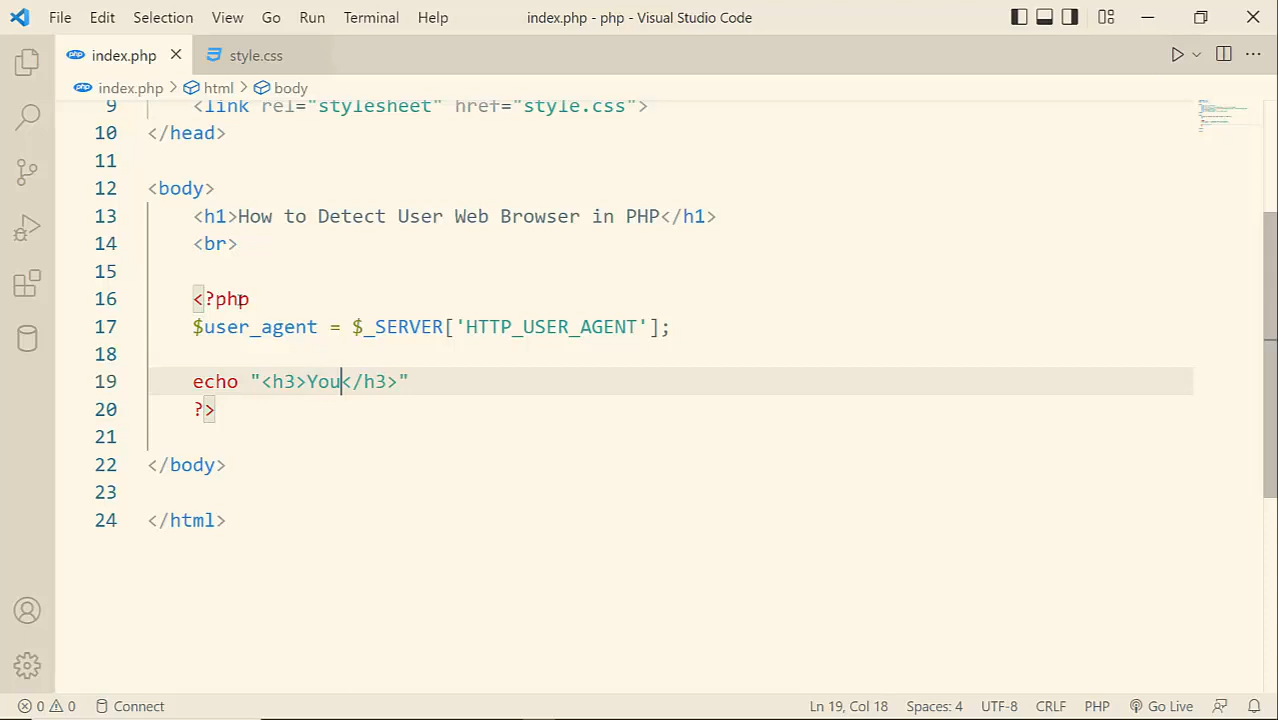 File Edit Selection View Go Run Terminal Help index.php - php - Visual Studio Code
index.php style.css
index.php > html > body
9 <link rel="stylesheet" href="style.css">
10 </head>
11
12 <body>
13 <h1>How to Detect User Web Browser in PHP</h1>
14 <br>
15
16 <?php
17 $user_agent = $_SERVER['HTTP_USER_AGENT'];
18
19 echo "<h3>You</h3>"
20 ?>
21
22 </body>
23
24 </html>
0 0 Connect Ln 19, Col 18 Spaces: 4 UTF-8 CRLF PHP Go Live